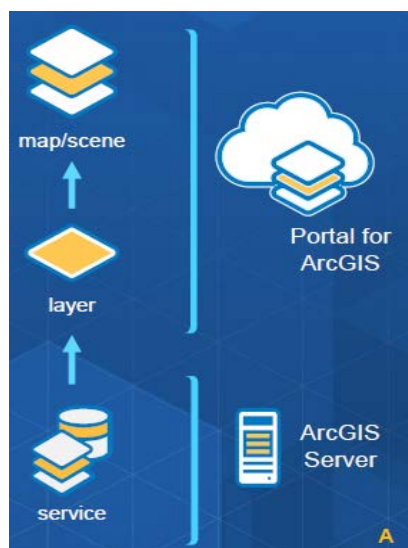 map/scene
Portal for
ArcGIS
layer
ArcGIS
Server
service
A